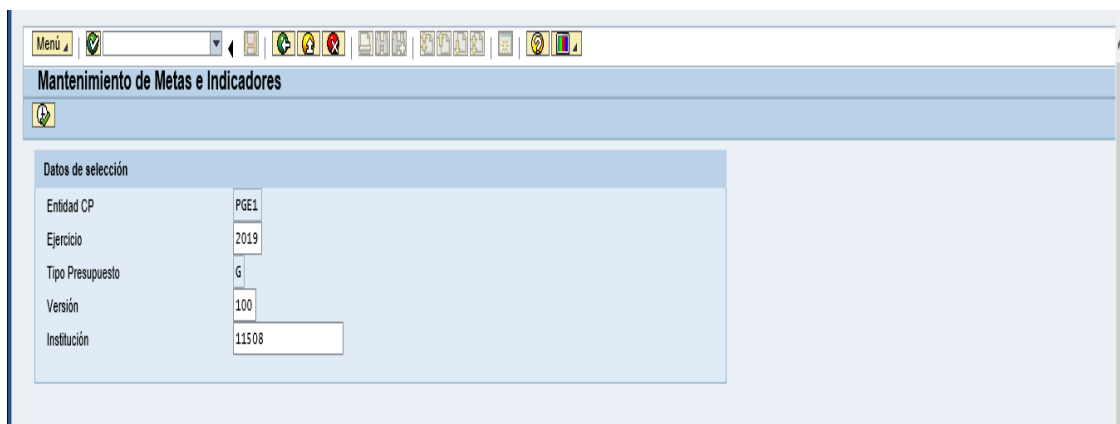 Menú
Mantenimiento de Metas e Indicadores
Datos de selección
Entidad CP PGE1
Ejercicio 2019
Tipo Presupuesto G
Versión 100
Institución 11508